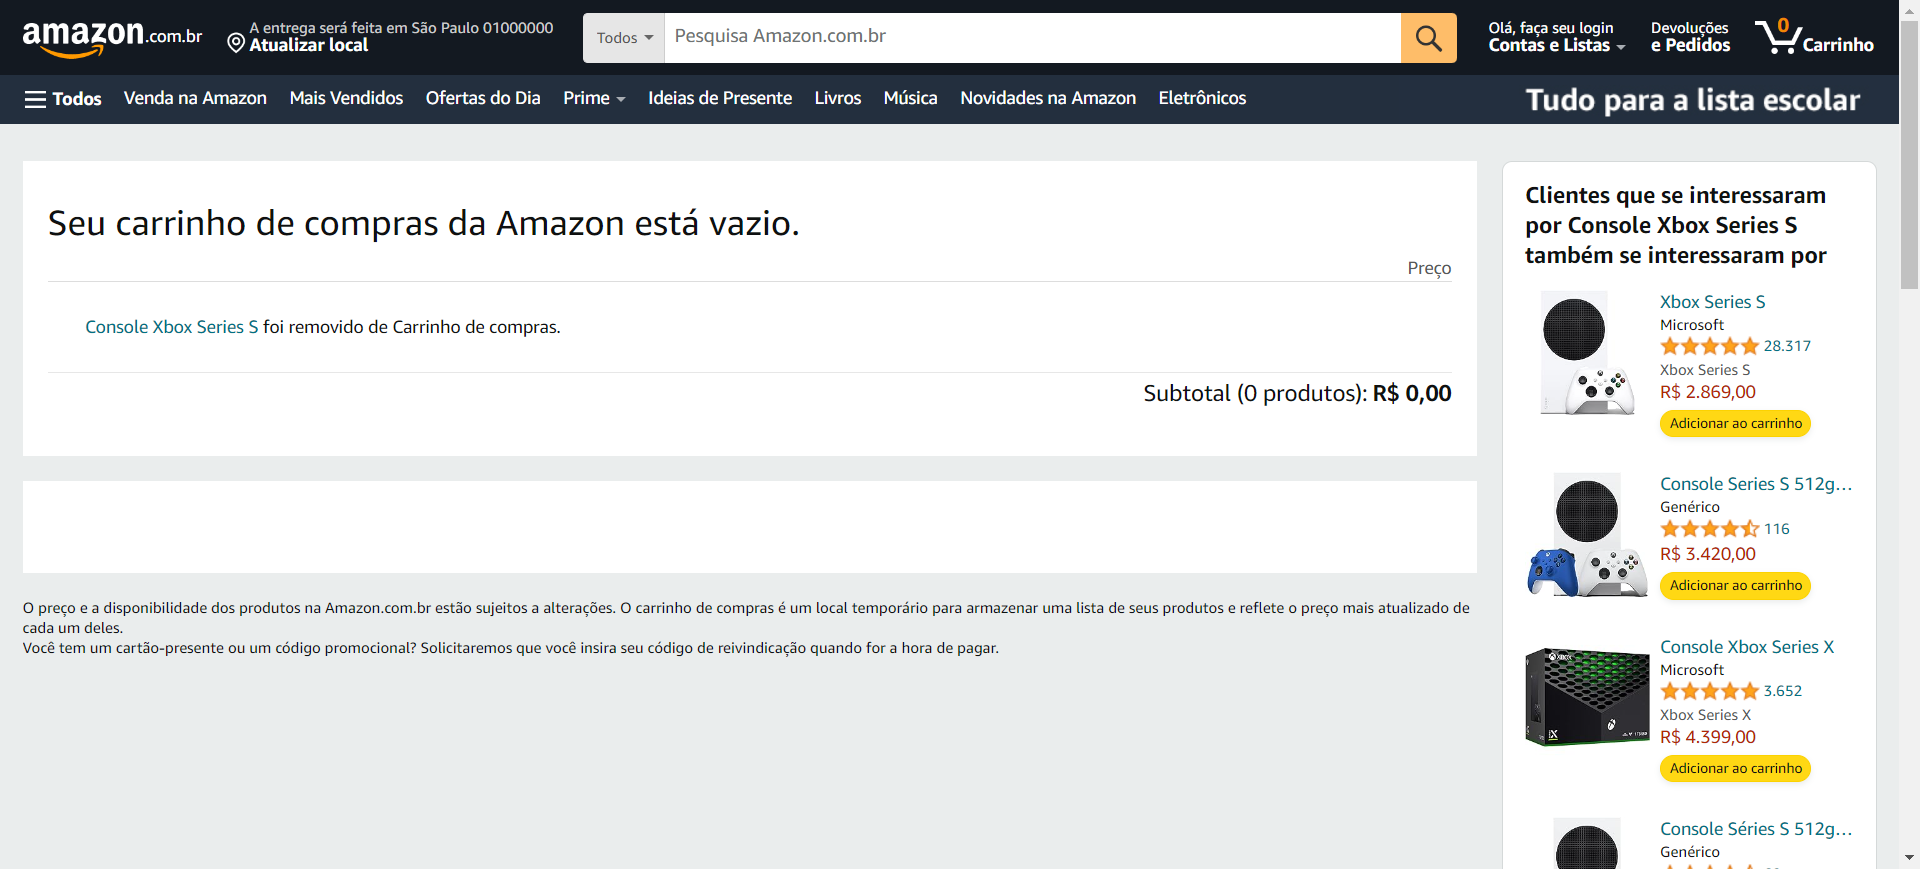 amazon.com.br
A entrega será feita em São Paulo 01000000
Atualizar local
Todos
Pesquisa Amazon.com.br
Olá, faça seu login
Contas e Listas
Devoluções
e Pedidos
0
Carrinho
Todos
Venda na Amazon
Mais Vendidos
Ofertas do Dia
Prime
Ideias de Presente
Livros
Música
Novidades na Amazon
Eletrônicos
Tudo para a lista escolar
Seu carrinho de compras da Amazon está vazio.
Preço
Console Xbox Series S foi removido de Carrinho de compras.
Subtotal (0 produtos): R$ 0,00
O preço e a disponibilidade dos produtos na Amazon.com.br estão sujeitos a alterações. O carrinho de compras é um local temporário para armazenar uma lista de seus produtos e reflete o preço mais atualizado de
cada um deles.
Você tem um cartão-presente ou um código promocional? Solicitaremos que você insira seu código de reivindicação quando for a hora de pagar.
Clientes que se interessaram
por Console Xbox Series S
também se interessaram por
Xbox Series S
Microsoft
28.317
Xbox Series S
R$ 2.869,00
Adicionar ao carrinho
Console Series S 512g...
Genérico
116
R$ 3.420,00
Adicionar ao carrinho
XBOX
Console Xbox Series X
Microsoft
3.652
Xbox Series X
R$ 4.399,00
Adicionar ao carrinho
Console Séries S 512g...
Genérico